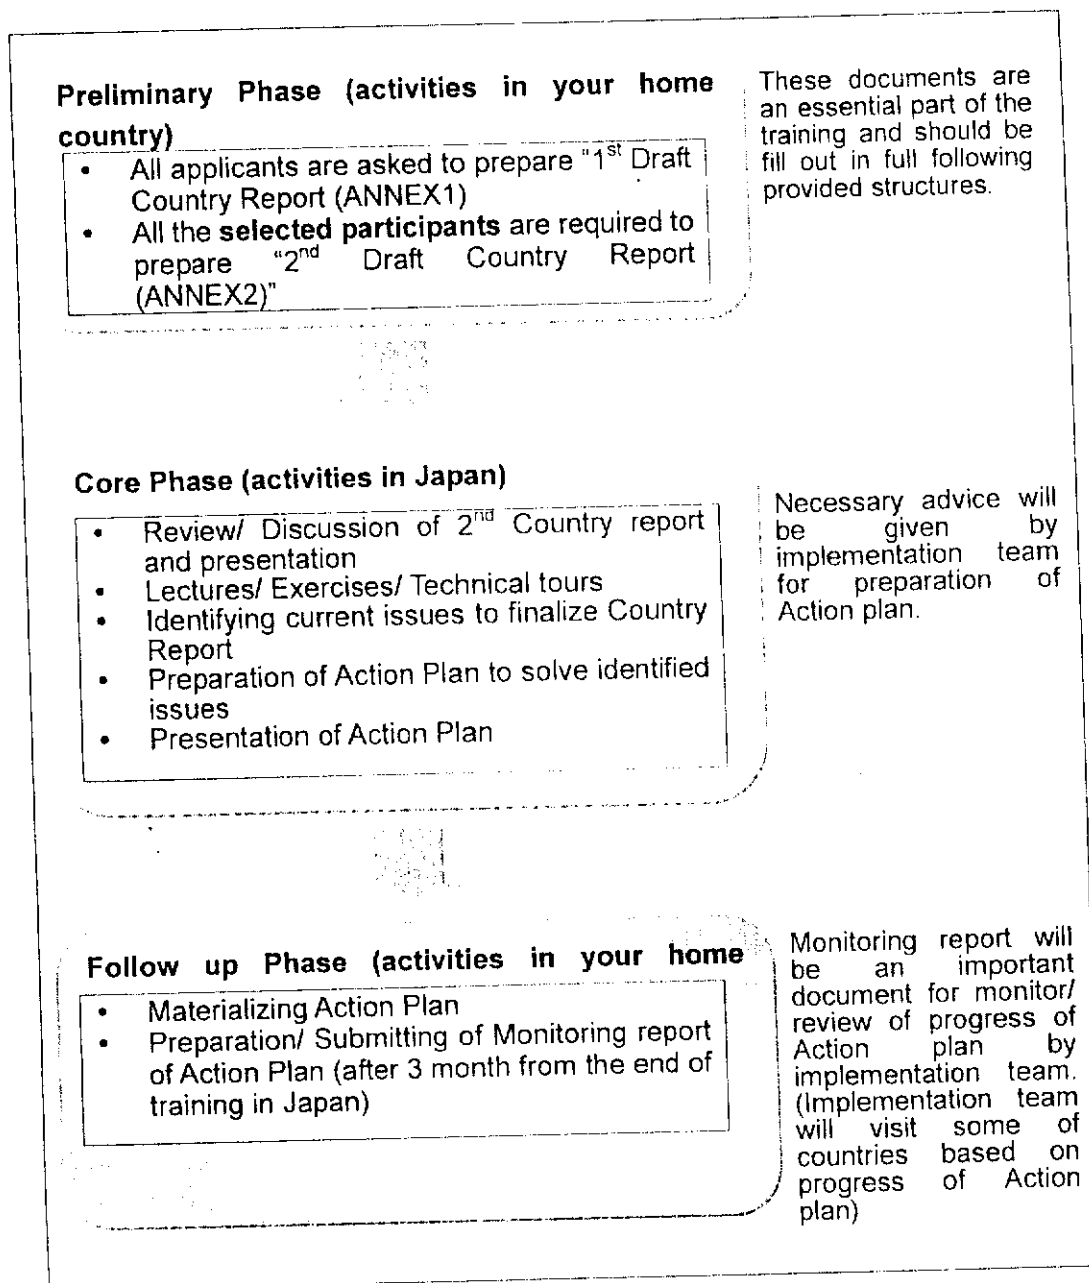 Preliminary Phase (activities in your home
country)
• All applicants are asked to prepare "1st Draft
Country Report (ANNEX1)
• All the selected participants are required to
prepare "2nd Draft Country Report
(ANNEX2)"
These documents are
an essential part of the
training and should be
fill out in full following
provided structures.
Core Phase (activities in Japan)
• Review/ Discussion of 2nd Country report
and presentation
• Lectures/ Exercises/ Technical tours
• Identifying current issues to finalize Country
Report
• Preparation of Action Plan to solve identified
issues
• Presentation of Action Plan
Necessary advice will
be given by
implementation team
for preparation of
Action plan.
Follow up Phase (activities in your home
• Materializing Action Plan
• Preparation/ Submitting of Monitoring report
of Action Plan (after 3 month from the end of
training in Japan)
Monitoring report will
be an important
document for monitor/
review of progress of
Action plan by
implementation team.
(Implementation team
will visit some of
countries based on
progress of Action
plan)